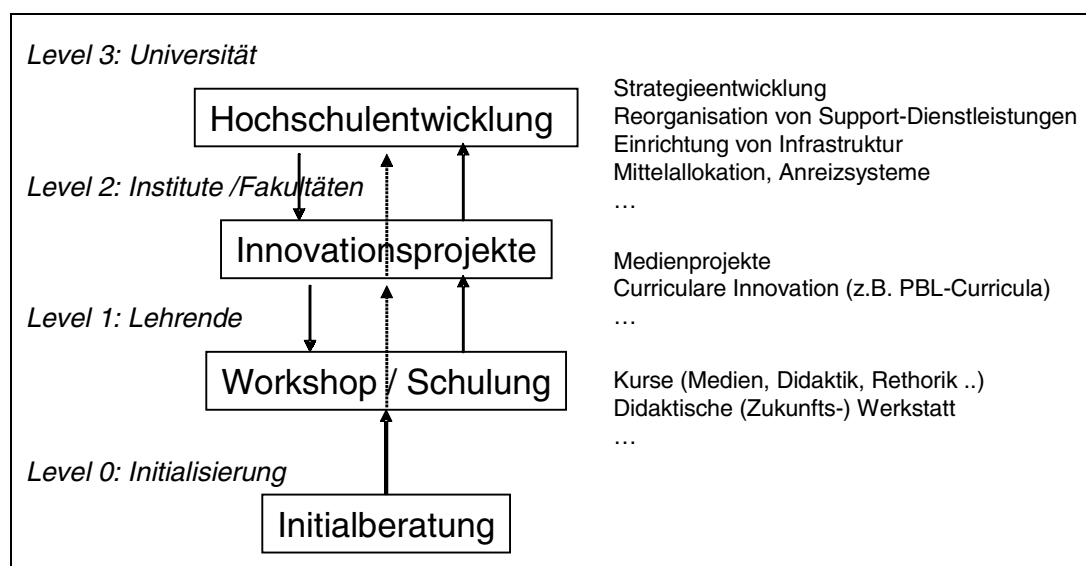 Level 3: Universität
Hochschulentwicklung
Strategieentwicklung
Reorganisation von Support-Dienstleistungen
Einrichtung von Infrastruktur
Mittelallokation, Anreizsysteme
…
Level 2: Institute /Fakultäten
Innovationsprojekte
Medienprojekte
Curriculare Innovation (z.B. PBL-Curricula)
…
Level 1: Lehrende
Workshop / Schulung
Kurse (Medien, Didaktik, Rethorik ..)
Didaktische (Zukunfts-) Werkstatt
…
Level 0: Initialisierung
Initialberatung